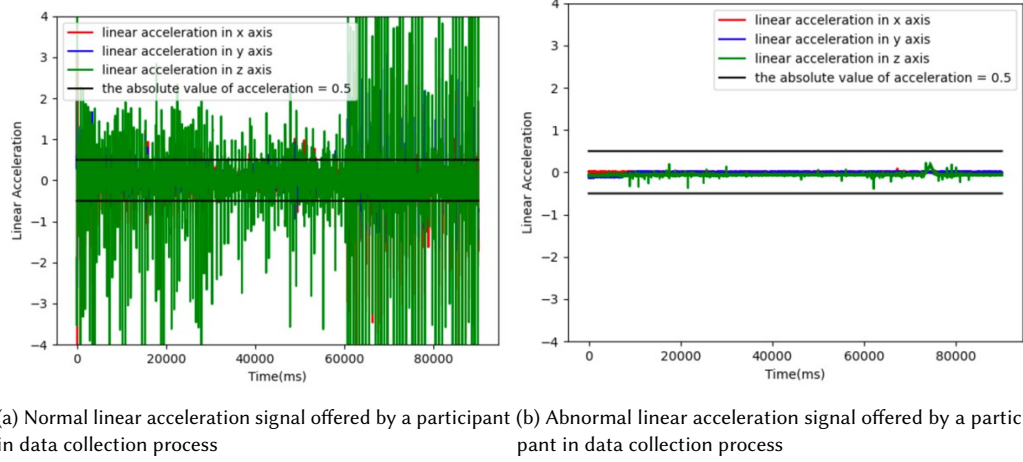 4
3
2
1
0
−1
−2
−3
−4
Linear Acceleration
linear acceleration in x axis
linear acceleration in y axis
linear acceleration in z axis
the absolute value of acceleration = 0.5
0
20000
40000
60000
80000
Time(ms)
4
3
2
1
0
−1
−2
−3
−4
Linear Acceleration
linear acceleration in x axis
linear acceleration in y axis
linear acceleration in z axis
the absolute value of acceleration = 0.5
0
20000
40000
60000
80000
Time(ms)
a) Normal linear acceleration signal offered by a participant
in data collection process
(b) Abnormal linear acceleration signal offered by a partic
pant in data collection process